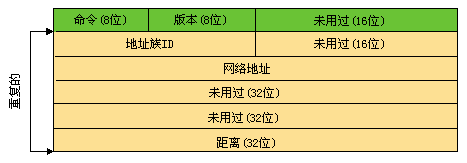 命令(8位) 版本(8位) 未用过(16位)
地址族ID 未用过(16位)
网络地址
未用过(32位)
未用过(32位)
距离(32位)
重复的